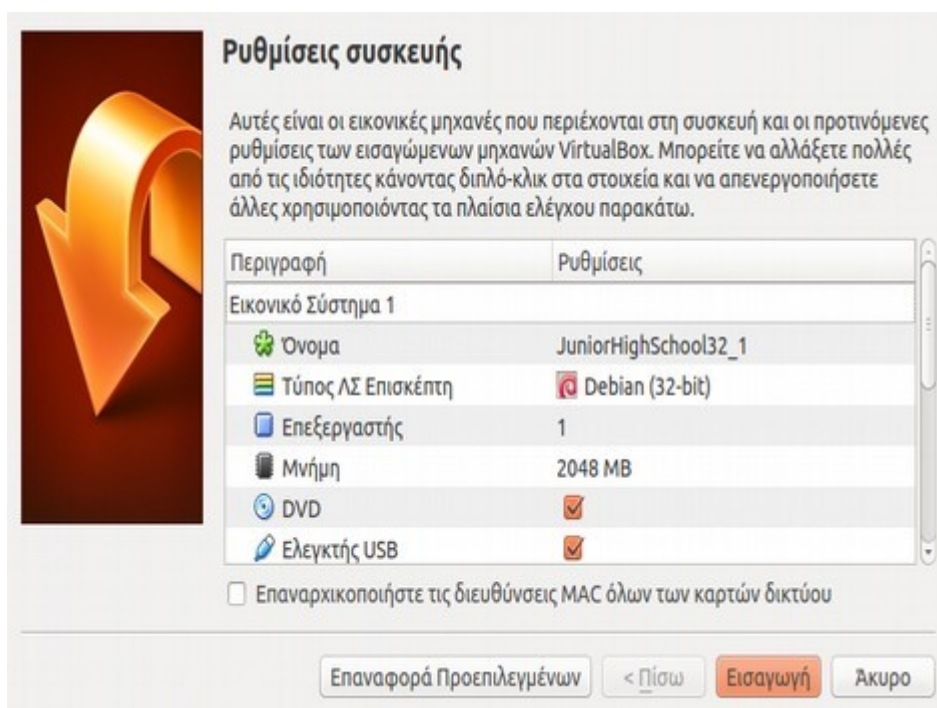 Ρυθμίσεις συσκευής
Αυτές είναι οι εικονικές μηχανές που περιέχονται στη συσκευή και οι προτινόμενες
ρυθμίσεις των εισαγώμενων μηχανών VirtualBox. Μπορείτε να αλλάξετε πολλές
από τις ιδιότητες κάνοντας διπλό-κλικ στα στοιχεία και να απενεργοποιήσετε
άλλες χρησιμοποιόντας τα πλαίσια ελέγχου παρακάτω.
Περιγραφή Ρυθμίσεις
Εικονικό Σύστημα 1
Όνομα JuniorHighSchool32_1
Τύπος ΛΣ Επισκέπτη Debian (32-bit)
Επεξεργαστής 1
Μνήμη 2048 MB
DVD
Ελεγκτής USB
Επαναρχικοποιήστε τις διευθύνσεις MAC όλων των καρτών δικτύου
Επαναφορά Προεπιλεγμένων < Πίσω Εισαγωγή Άκυρο